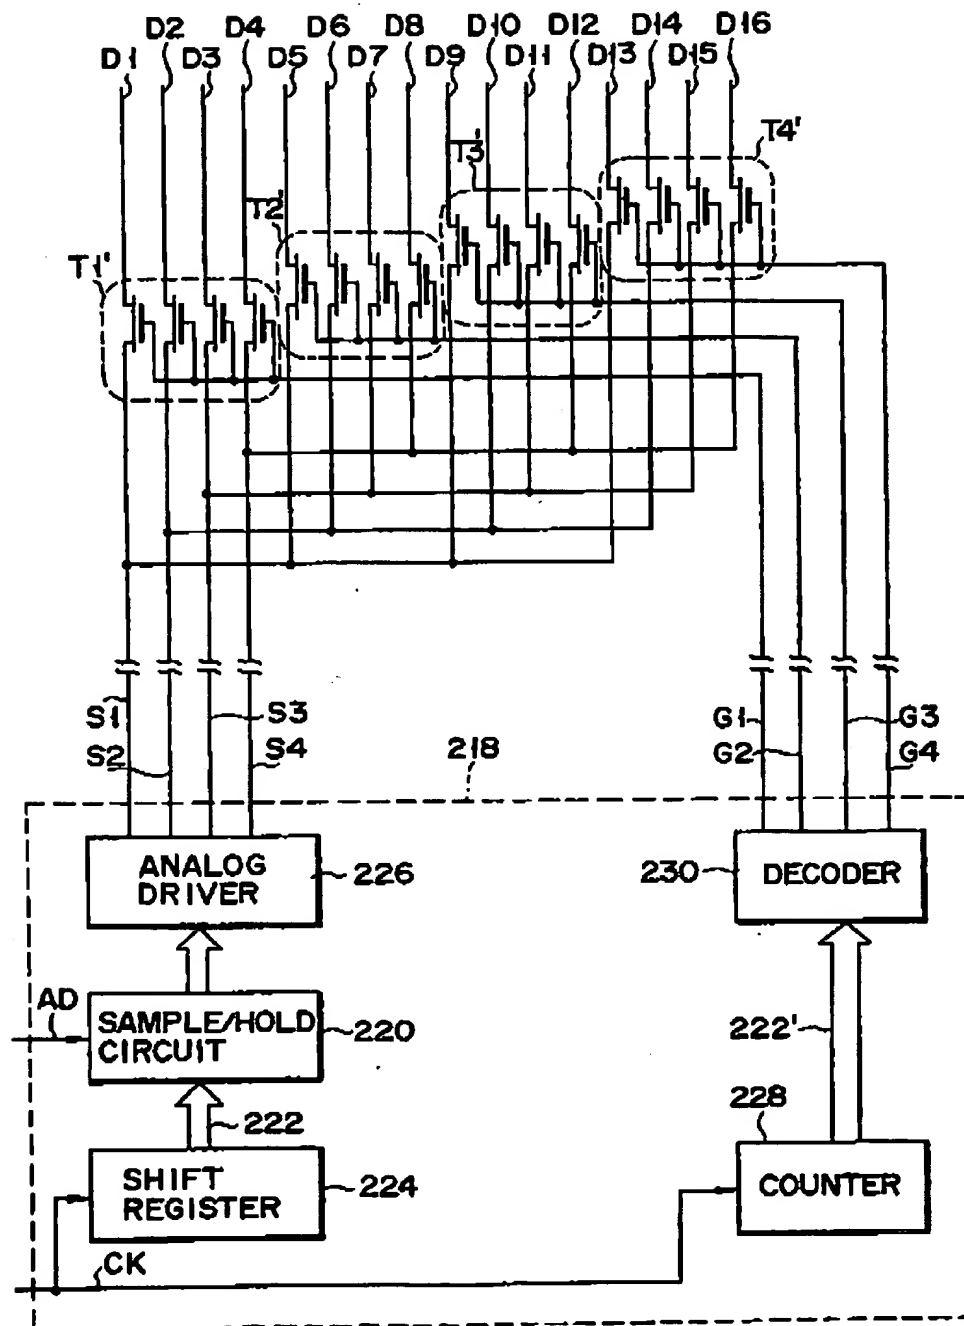 D2 D4 D6 D8 D10 D12 D14 D16
D1 D3 D5 D7 D9 D11 D13 D15
T4'
T3'
T2'
T1'
S1 S3 G1 G3
S2 S4 218 G2 G4
ANALOG
DRIVER
226
230
DECODER
AD
SAMPLE/HOLD
CIRCUIT
220
222'
222
228
SHIFT
REGISTER
224
COUNTER
CK